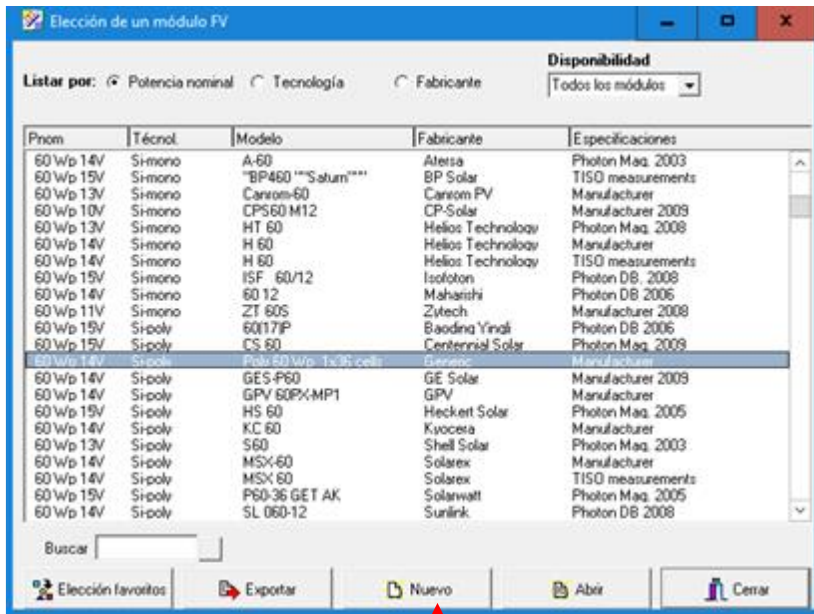 Elección de un módulo FV
Disponibilidad
Listar por: Potencia nominal Tecnología Fabricante Todos los módulos
Pnom Técnol. Modelo Fabricante Especificaciones
60 Wp 14V Si-mono A-60 Atersa Photon Mag. 2003
60 Wp 15V Si-mono "BP460 ""Saturn""" BP Solar TISO measurements
60 Wp 13V Si-mono Canrom-60 Canrom PV Manufacturer
60 Wp 10V Si-mono CPS60 M12 CP-Solar Manufacturer 2009
60 Wp 13V Si-mono HT 60 Helios Technology Photon Mag. 2008
60 Wp 14V Si-mono H 60 Helios Technology Manufacturer
60 Wp 14V Si-mono H 60 Helios Technology TISO measurements
60 Wp 15V Si-mono ISF 60/12 Isofoton Photon DB. 2008
60 Wp 14V Si-mono 60 12 Maharishi Photon DB 2006
60 Wp 11V Si-mono ZT 60S Zytech Manufacturer 2008
60 Wp 15V Si-poly 60(17)P Baoding Yingli Photon DB 2006
60 Wp 15V Si-poly CS 60 Centennial Solar Photon Mag. 2009
60 Wp 14V Si-poly Poly 60 Wp 1x36 cells Generic Manufacturer
60 Wp 14V Si-poly GES-P60 GE Solar Manufacturer 2009
60 Wp 14V Si-poly GPV 60PX-MP1 GPV Manufacturer
60 Wp 15V Si-poly HS 60 Heckert Solar Photon Mag. 2005
60 Wp 14V Si-poly KC 60 Kyocera Manufacturer
60 Wp 13V Si-poly S60 Shell Solar Photon Mag. 2003
60 Wp 14V Si-poly MSX-60 Solarex Manufacturer
60 Wp 14V Si-poly MSX 60 Solarex TISO measurements
60 Wp 15V Si-poly P60-36 GET AK Solarwatt Photon Mag. 2005
60 Wp 14V Si-poly SL 060-12 Sunlink Photon DB 2008
Buscar
Elección favoritos Exportar Nuevo Abrir Cerrar